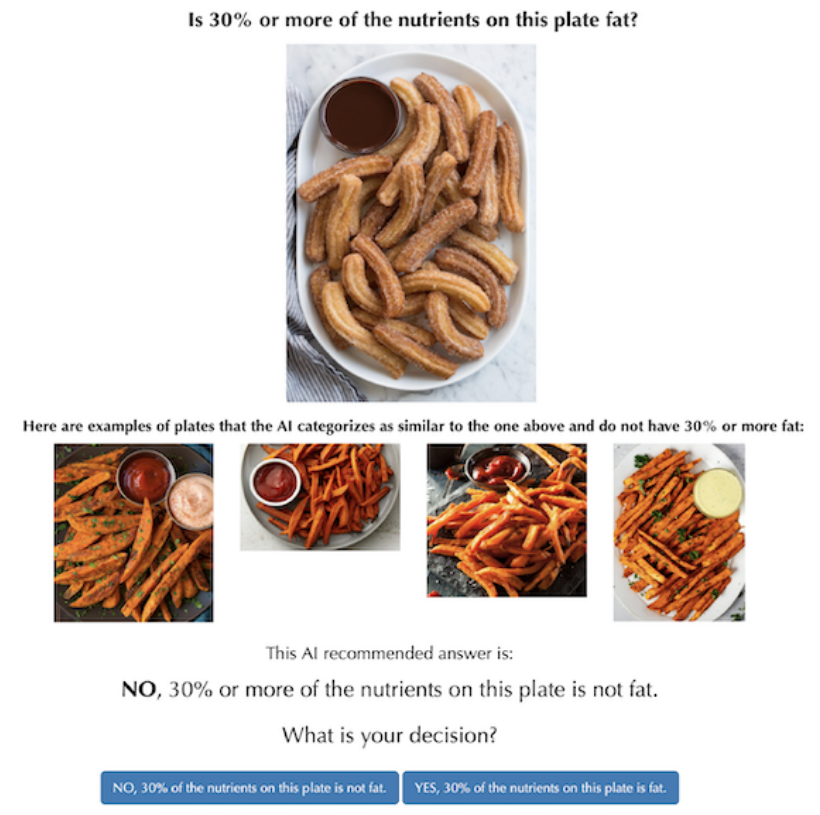 Is 30% or more of the nutrients on this plate fat?
Here are examples of plates that the AI categorizes as similar to the one above and do not have 30% or more fat:
This AI recommended answer is:
NO, 30% or more of the nutrients on this plate is not fat.
What is your decision?
NO, 30% of the nutrients on this plate is not fat.
YES, 30% of the nutrients on this plate is fat.